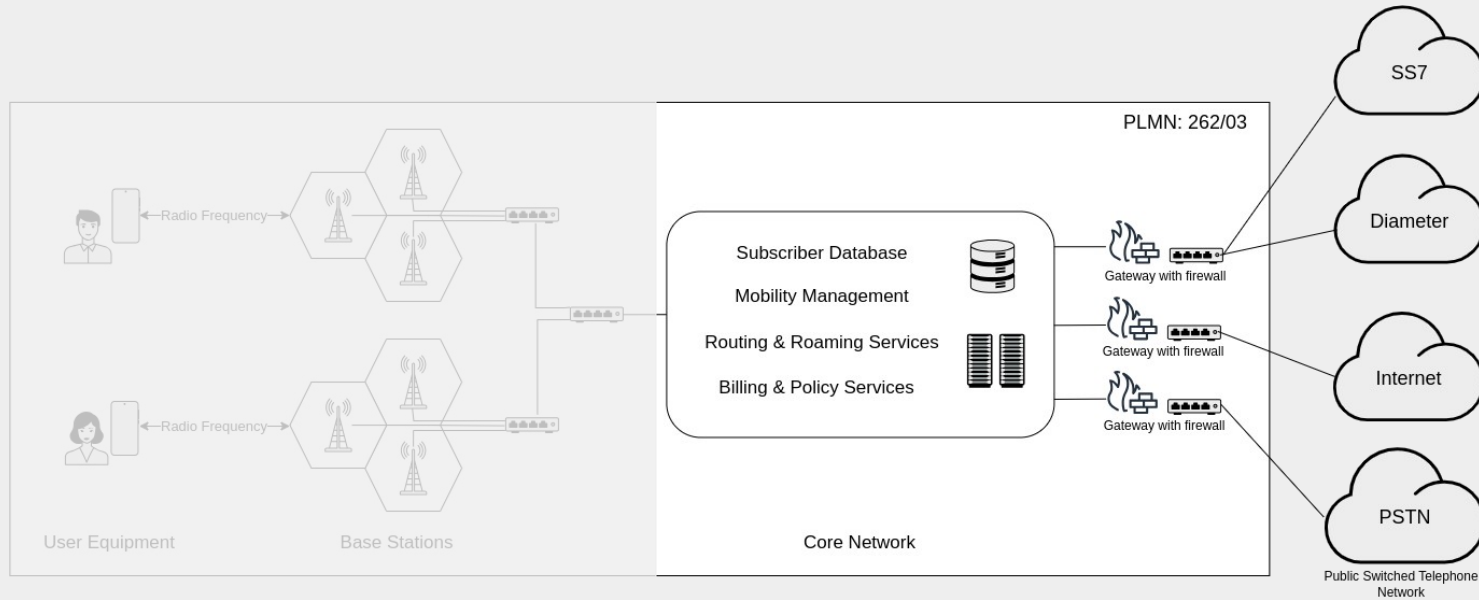 SS7
PLMN: 262/03
Radio Frequency
Diameter
Subscriber Database
Gateway with firewall
Mobility Management
Routing & Roaming Services
Gateway with firewall
Internet
Billing & Policy Services
Radio Frequency
Gateway with firewall
PSTN
User Equipment
Base Stations
Core Network
Public Switched Telephone
Network